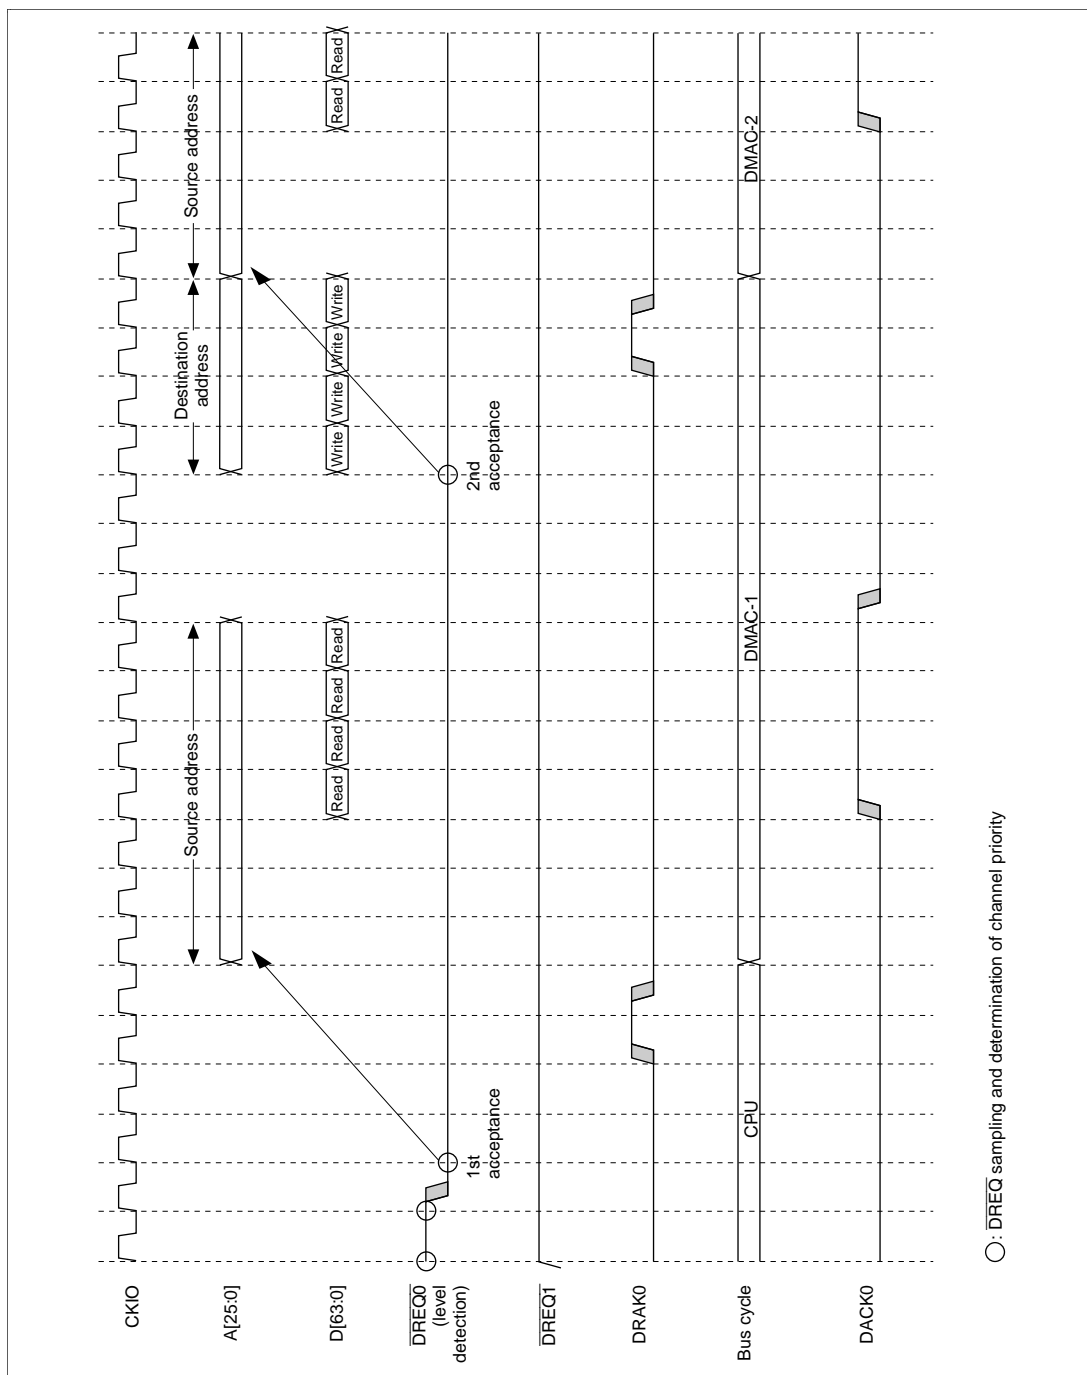 CKIO
Source address
Destination
address
Source address
A[25:0]
D[63:0]
Read
Read
Read
Read
Write
Write
Write
Write
Read
Read
DREQ0
(level
detection)
1st
acceptance
2nd
acceptance
DREQ1
DRAK0
Bus cycle
CPU
DMAC-1
DMAC-2
DACK0
: DREQ sampling and determination of channel priority